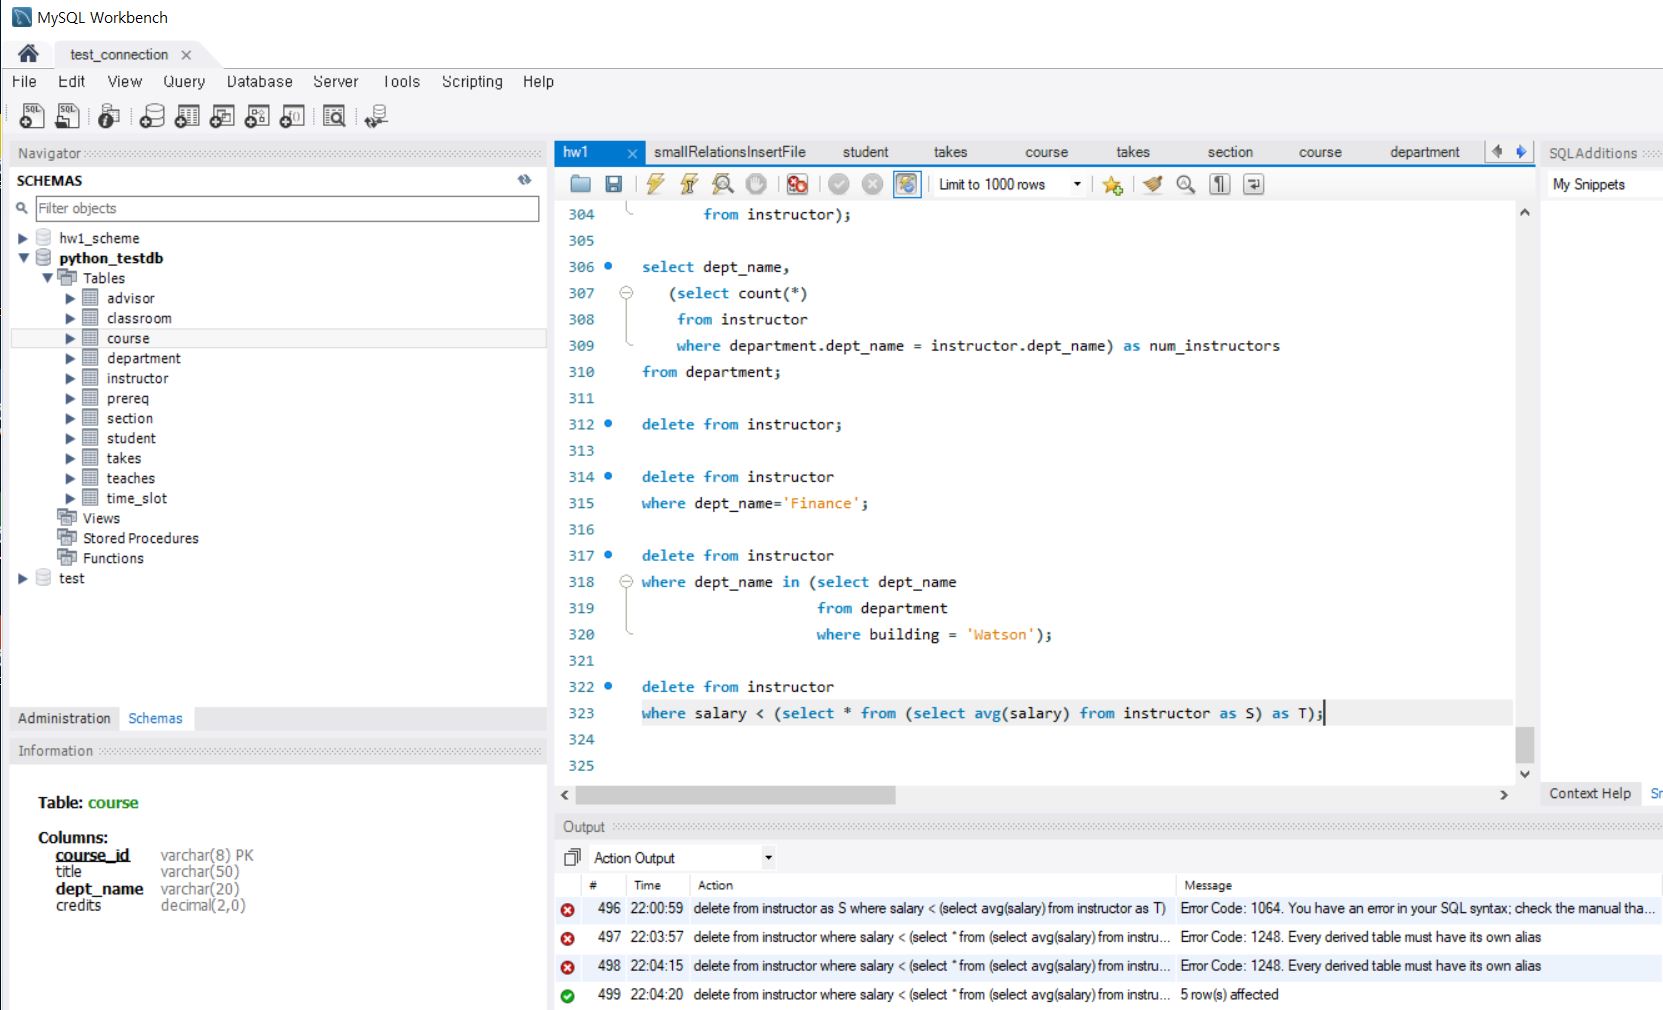 MySQL Workbench
test_connection
File Edit View Query Database Server Tools Scripting Help
Navigator
SCHEMAS
Filter objects
hw1_scheme
python_testdb
Tables
advisor
classroom
course
department
instructor
prereq
section
student
takes
teaches
time_slot
Views
Stored Procedures
Functions
test
Administration Schemas
Information
Table: course
Columns:
course_id varchar(8) PK
title varchar(50)
dept_name varchar(20)
credits decimal(2,0)
hw1 smallRelationsInsertFile student takes course takes section course department
Limit to 1000 rows
304 from instructor);
305
306 select dept_name,
307 (select count(*)
308 from instructor
309 where department.dept_name = instructor.dept_name) as num_instructors
310 from department;
311
312 delete from instructor;
313
314 delete from instructor
315 where dept_name='Finance';
316
317 delete from instructor
318 where dept_name in (select dept_name
319 from department
320 where building = 'Watson');
321
322 delete from instructor
323 where salary < (select * from (select avg(salary) from instructor as S) as T);
324
325
SQLAdditions
My Snippets
Context Help Sr
Output
Action Output
# Time Action Message
496 22:00:59 delete from instructor as S where salary < (select avg(salary) from instructor as T) Error Code: 1064. You have an error in your SQL syntax; check the manual tha...
497 22:03:57 delete from instructor where salary < (select * from (select avg(salary) from instru... Error Code: 1248. Every derived table must have its own alias
498 22:04:15 delete from instructor where salary < (select * from (select avg(salary) from instru... Error Code: 1248. Every derived table must have its own alias
499 22:04:20 delete from instructor where salary < (select * from (select avg(salary) from instru... 5 row(s) affected